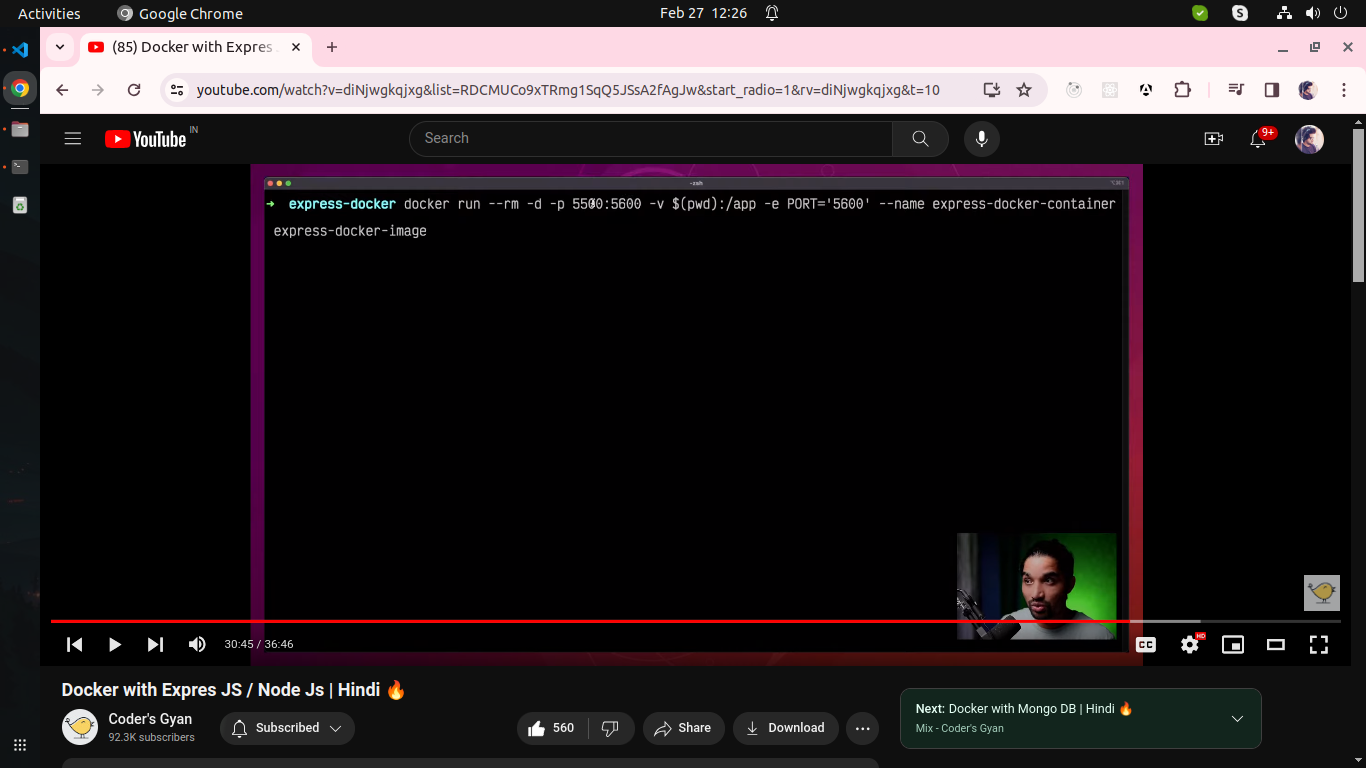 Activities
Google Chrome
Feb 27 12:26
(85) Docker with Expres
youtube.com/watch?v=diNjwgkqjxg&list=RDCMUCo9xTRmg1SqQ5JSsA2fAgJw&start_radio=1&rv=diNjwgkqjxg&t=10
YouTube IN
Search
9+
-zsh
➜ express-docker docker run --rm -d -p 5500:5600 -v $(pwd):/app -e PORT='5600' --name express-docker-container
express-docker-image
30:45 / 36:46
CC
HD
Docker with Expres JS / Node Js | Hindi 🔥
Coder's Gyan
92.3K subscribers
Subscribed
560
Share
Download
Next: Docker with Mongo DB | Hindi 🔥
Mix - Coder's Gyan